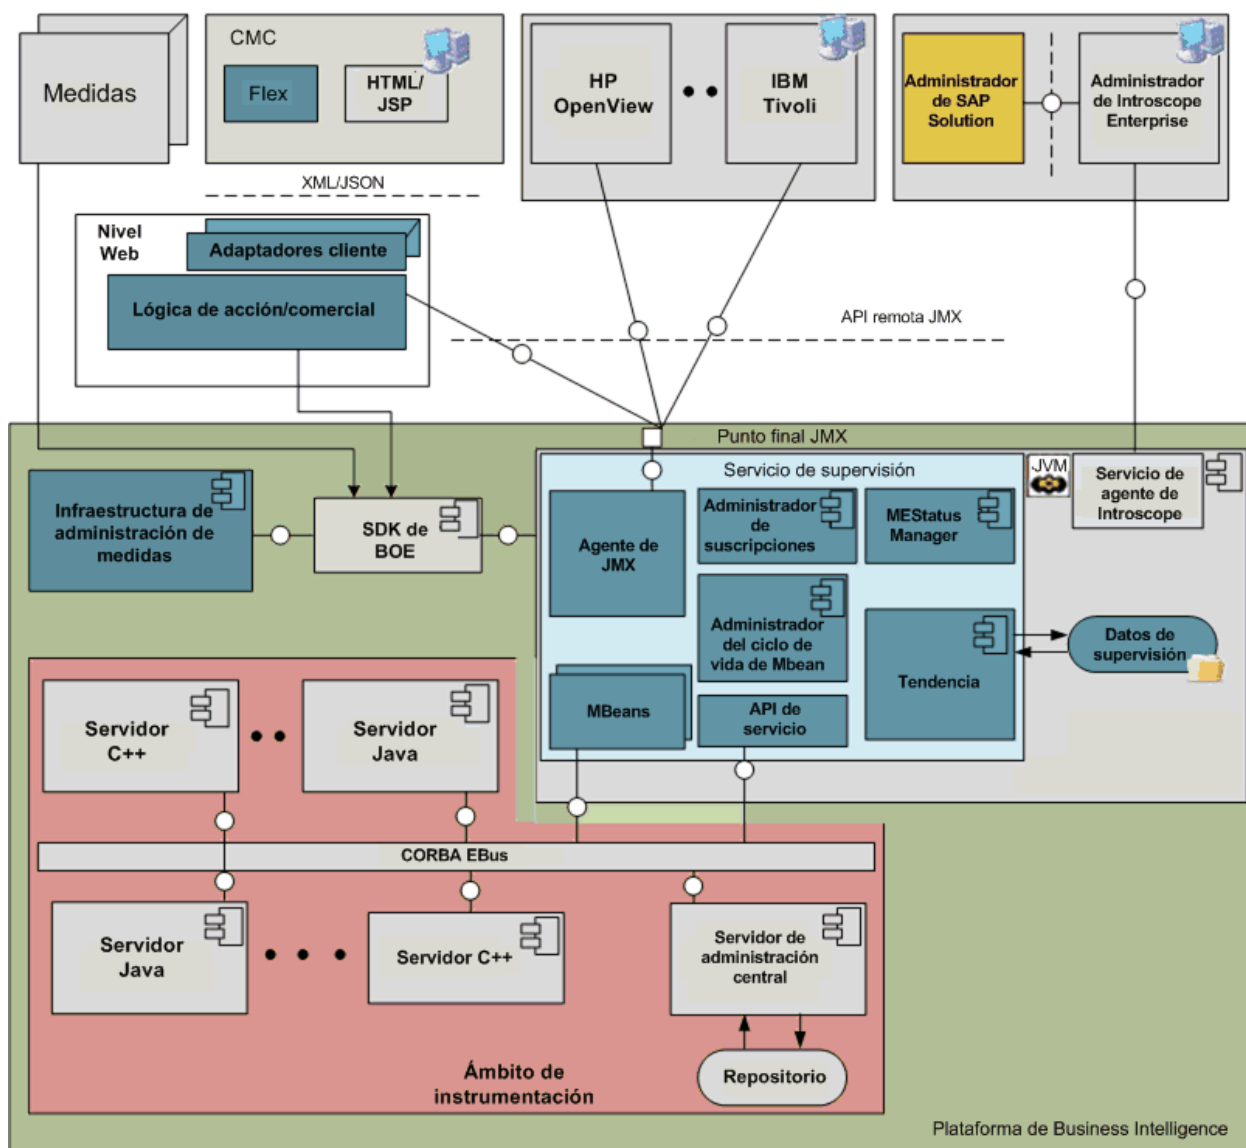 Medidas
CMC
Flex
HTML/
JSP
HP
OpenView
IBM
Tivoli
Administrador
de SAP
Solution
Administrador
de Introscope
Enterprise
XML/JSON
Nivel
Web
Adaptadores cliente
Lógica de acción/comercial
API remota JMX
Punto final JMX
Servicio de supervisión
JVM
Servicio de
agente de
Introscope
Infraestructura de
administración de
medidas
SDK de
BOE
Agente de
JMX
Administrador
de
suscripciones
MEStatus
Manager
Administrador
del ciclo de
vida de Mbean
Tendencia
Datos de
supervisión
MBeans
API de
servicio
Servidor
C++
Servidor
Java
CORBA EBus
Servidor
Java
Servidor C++
Servidor de
administración
central
Repositorio
Ámbito de
instrumentación
Plataforma de Business Intelligence